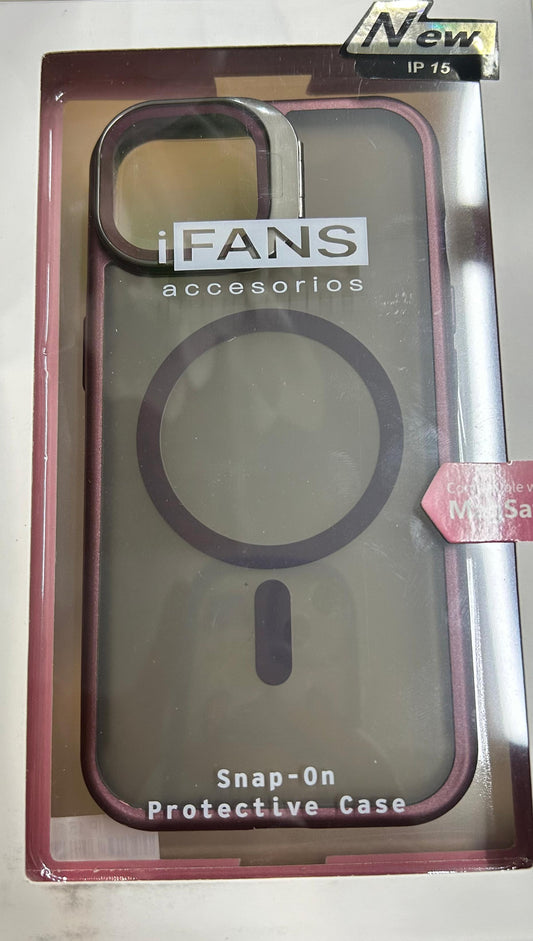 New
IP 15
iFANS
accesorios
Snap-On
Protective Case